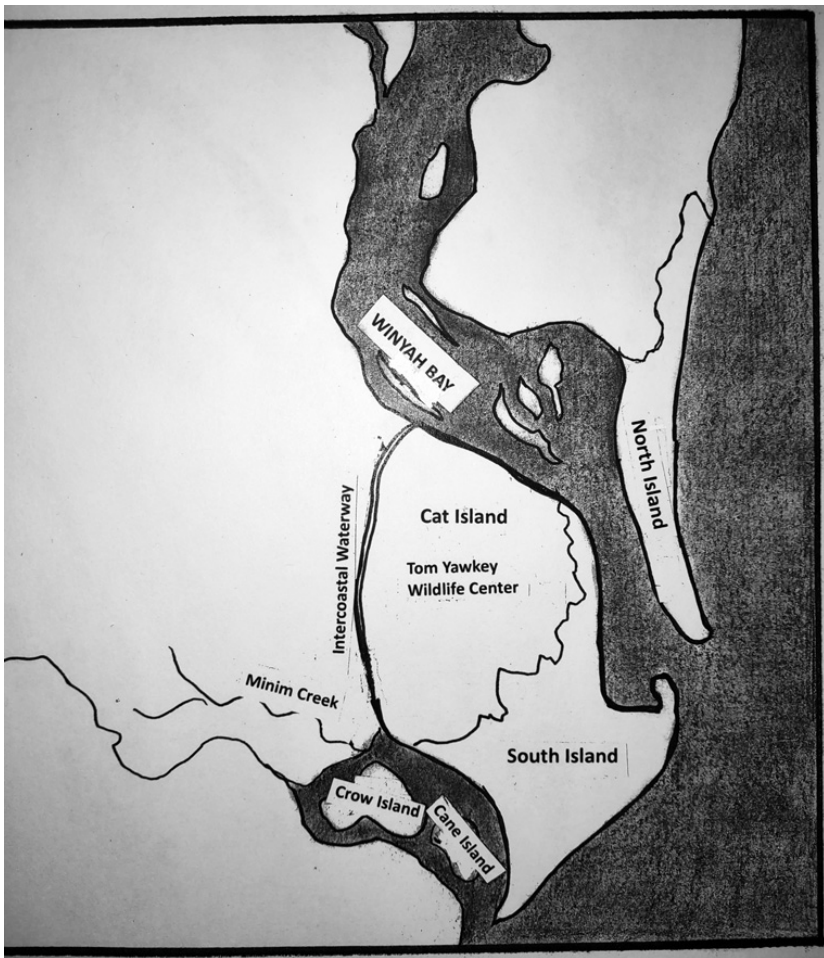 WINYAH BAY
North Island
Cat Island
Tom Yawkey
Wildlife Center
Intercoastal Waterway
Minim Creek
South Island
Crow Island
Cane Island